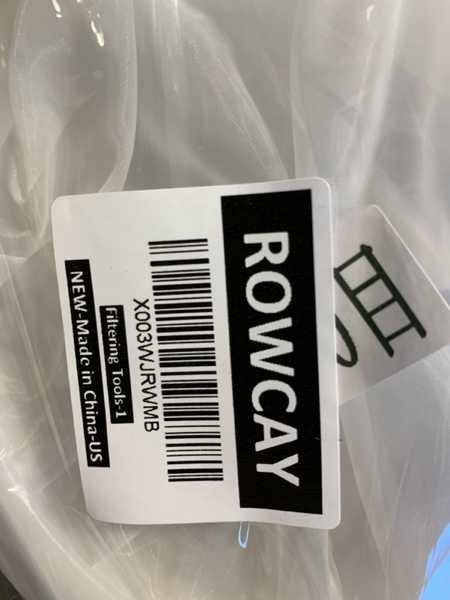 ROWCAY
X003WJRWMB
Filtering Tools-1
NEW-Made in China-US